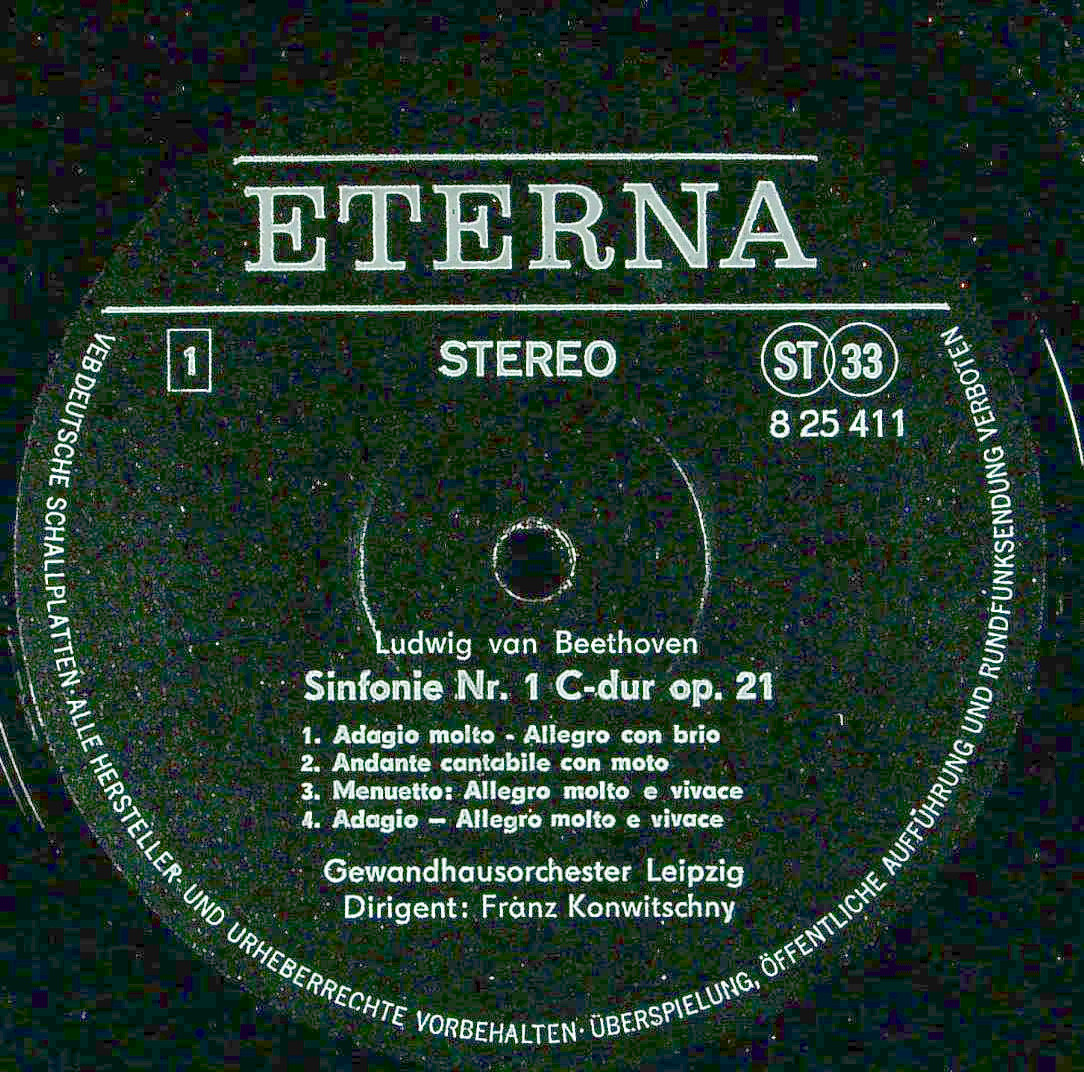 ETERNA
1 STEREO ST 33
8 25 411
Ludwig van Beethoven
Sinfonie Nr. 1 C-dur op. 21
1. Adagio molto - Allegro con brio
2. Andante cantabile con moto
3. Menuetto: Allegro molto e vivace
4. Adagio — Allegro molto e vivace
Gewandhausorchester Leipzig
Dirigent: Franz Konwitschny
VEB DEUTSCHE SCHALLPLATTEN · ALLE HERSTELLER- UND URHEBERRECHTE VORBEHALTEN · ÜBERSPIELUNG, ÖFFENTLICHE AUFFÜHRUNG UND RUNDFUNKSENDUNG VERBOTEN